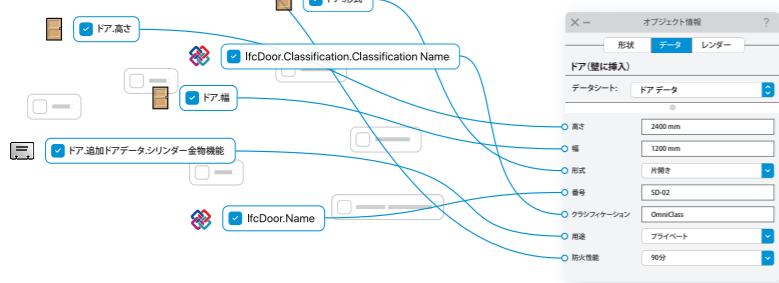 ドア.高さ
IfcDoor.Classification.Classification Name
ドア.幅
ドア.追加ドアデータ.シリンダー金物機能
IfcDoor.Name
オブジェクト情報
?
形状
データ
レンダー
ドア(壁に挿入)
データシート:
ドア データ
高さ
2400 mm
幅
1200 mm
形式
片開き
番号
SD-02
クラシフィケーション
OmniClass
用途
プライベート
防火性能
90分